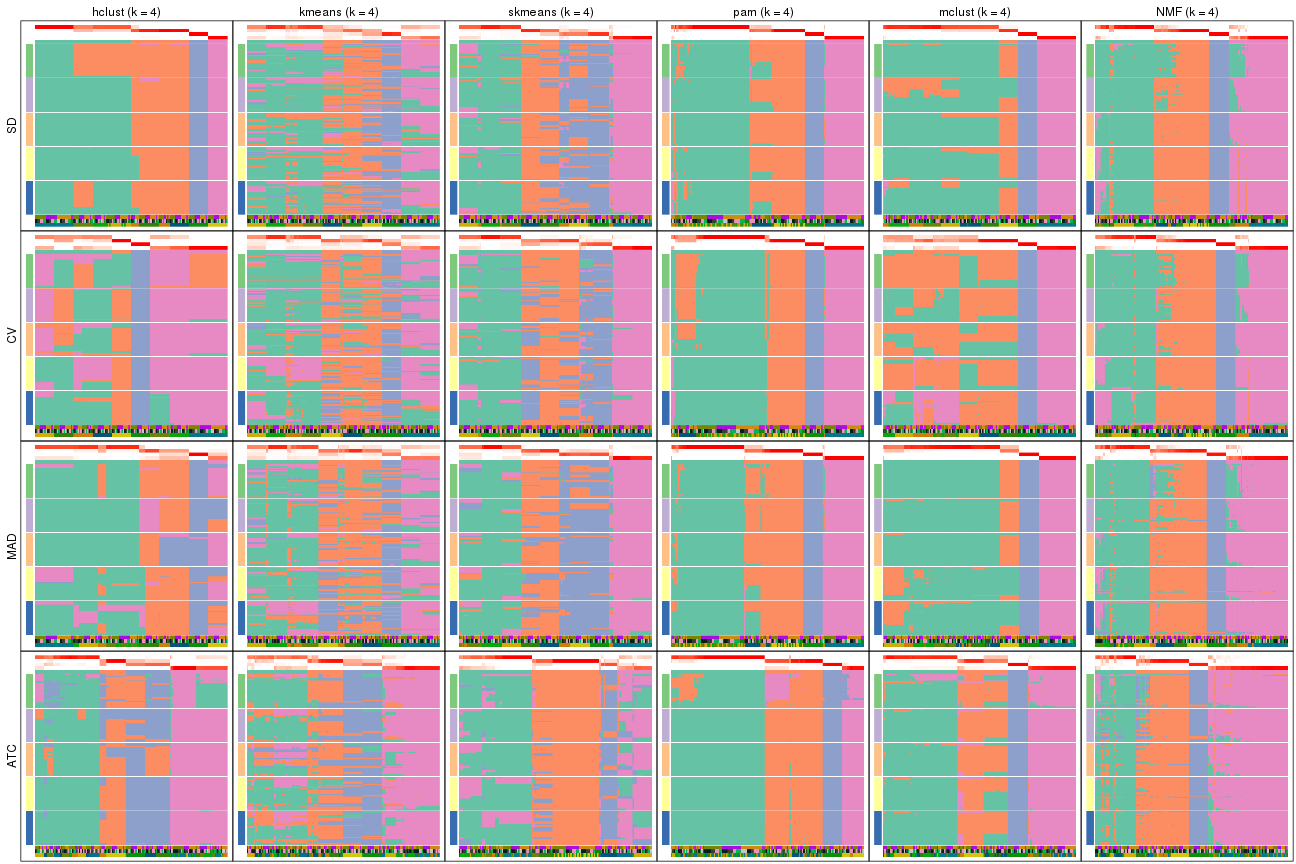 hclust (k = 4)
kmeans (k = 4)
skmeans (k = 4)
pam (k = 4)
mclust (k = 4)
NMF (k = 4)
SD
CV
MAD
ATC